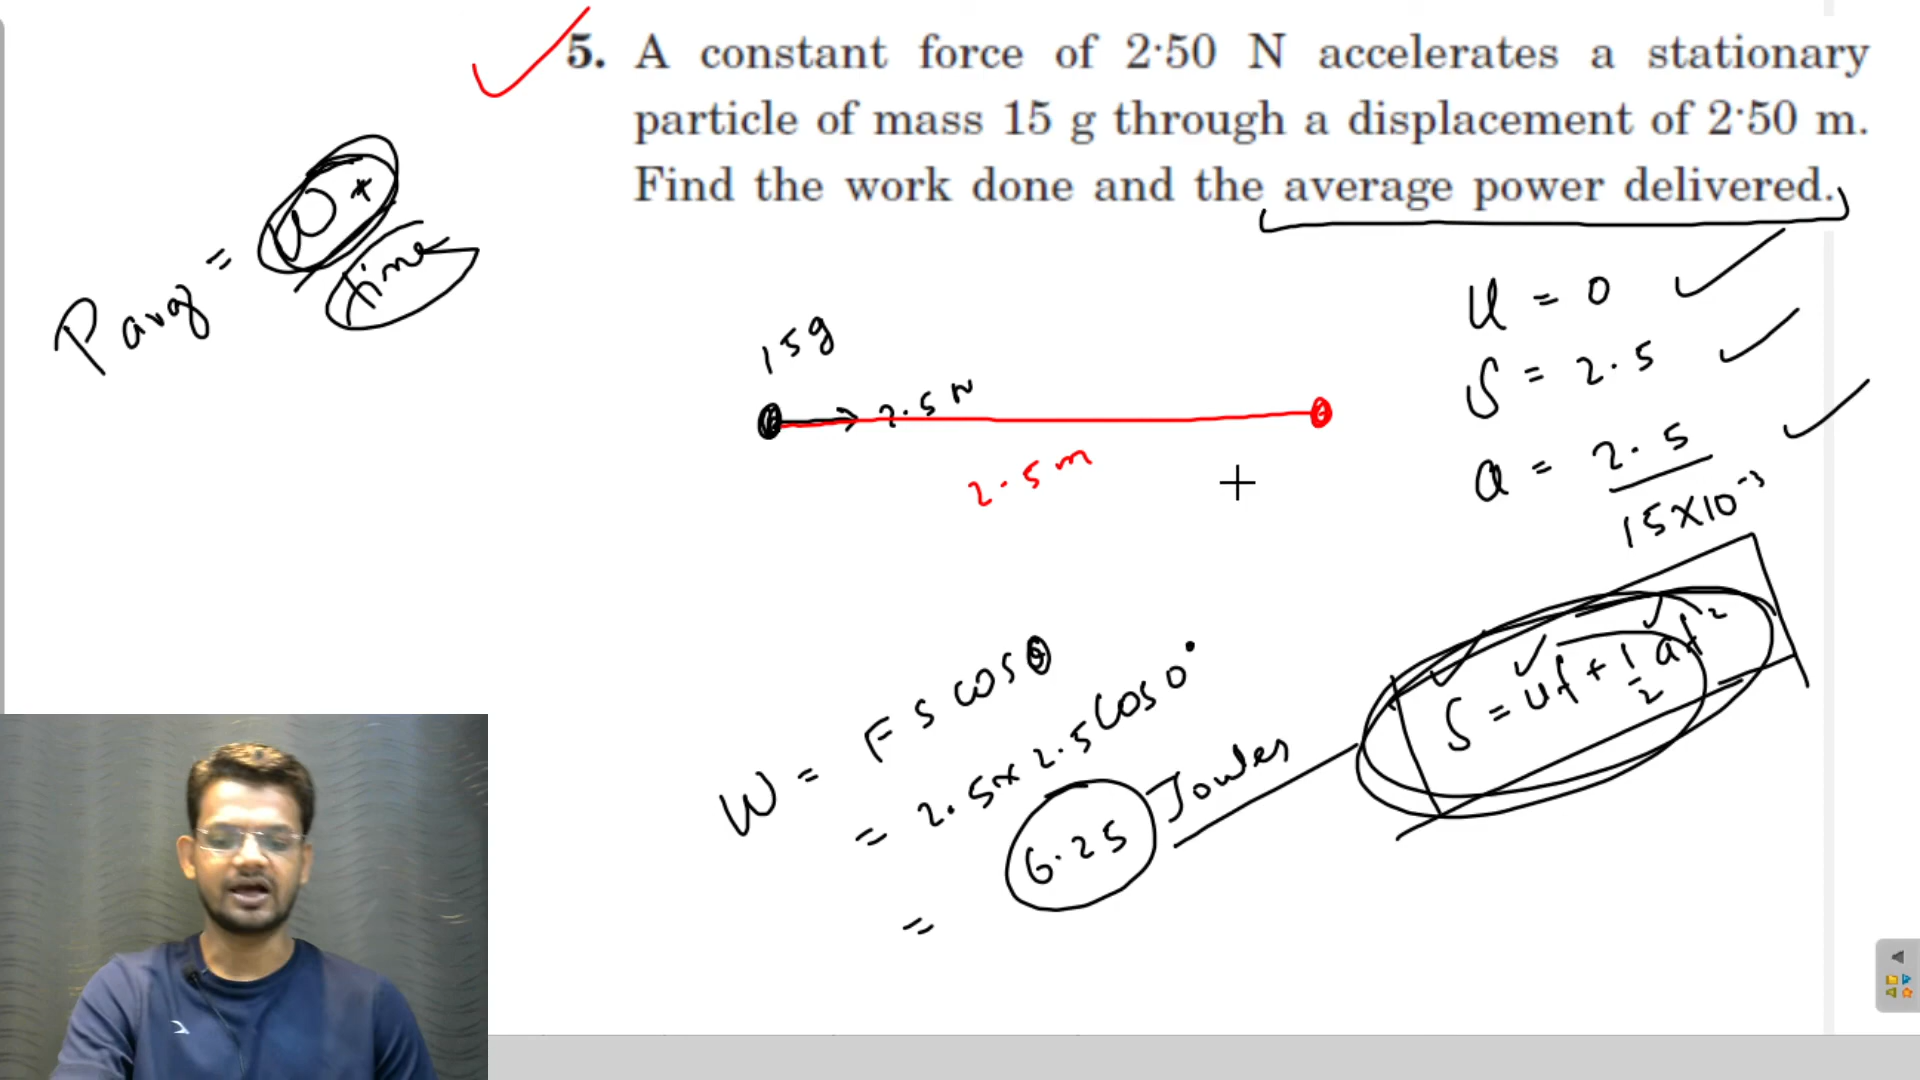 5. A constant force of 2·50 N accelerates a stationary
particle of mass 15 g through a displacement of 2·50 m.
Find the work done and the average power delivered.
P avg =
time
15g
2.5 N
2.5 m
U = 0
S = 2.5
a = 2.5 / 15×10⁻³
S = ut + 1/2 at²
W = F S cos θ
= 2.5 × 2.5 cos 0°
= 6.25 Joules